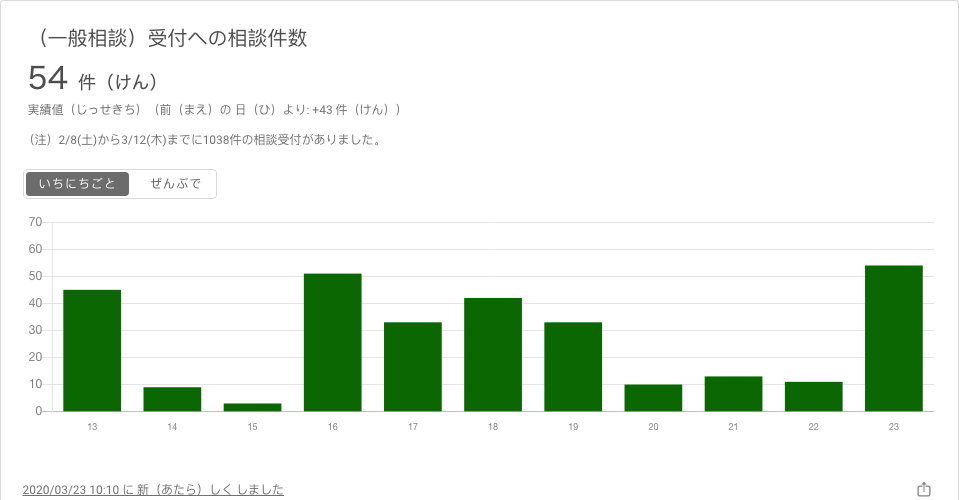 （一般相談）受付への相談件数
54 件（けん）
実績値（じっせきち）（前（まえ）の 日（ひ）より: +43 件（けん））
（注）2/8(土)から3/12(木)までに1038件の相談受付がありました。
いちにちごと ぜんぶで
70
60
50
40
30
20
10
0
13 14 15 16 17 18 19 20 21 22 23
2020/03/23 10:10 に 新（あたら）しく しました